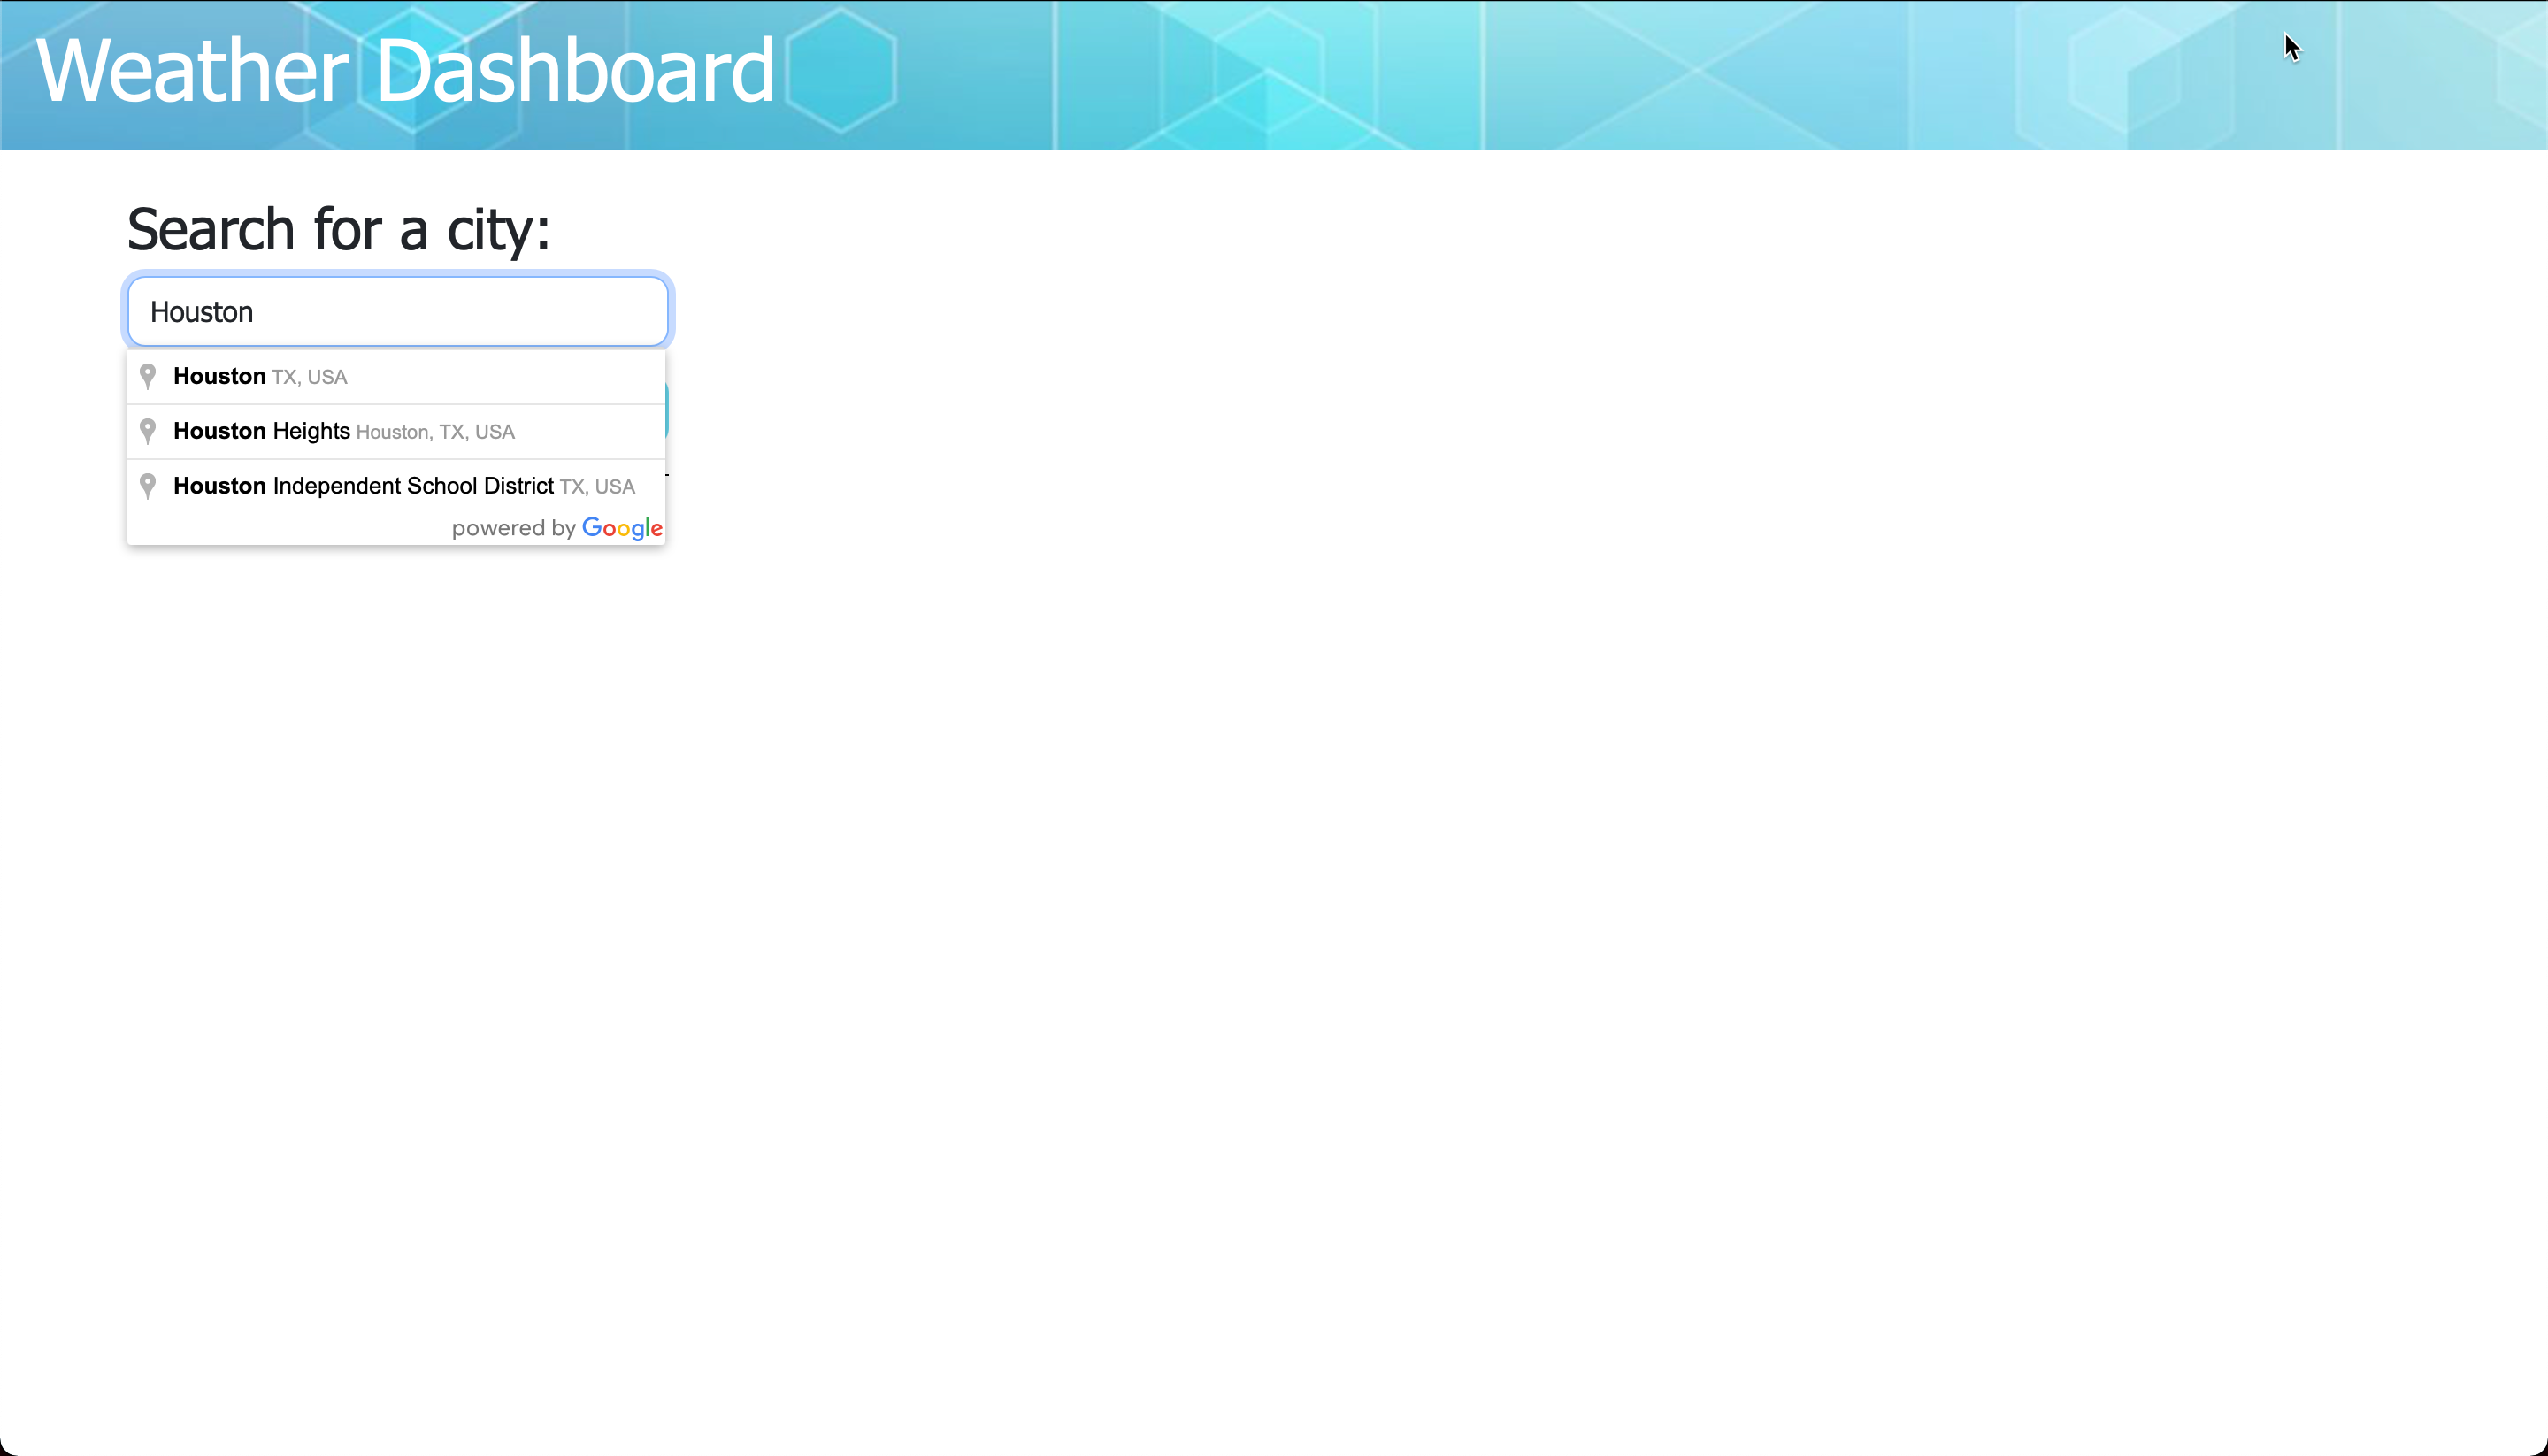 Weather Dashboard
Search for a city:
Houston
Houston TX, USA
Houston Heights Houston, TX, USA
Houston Independent School District TX, USA
powered by Google